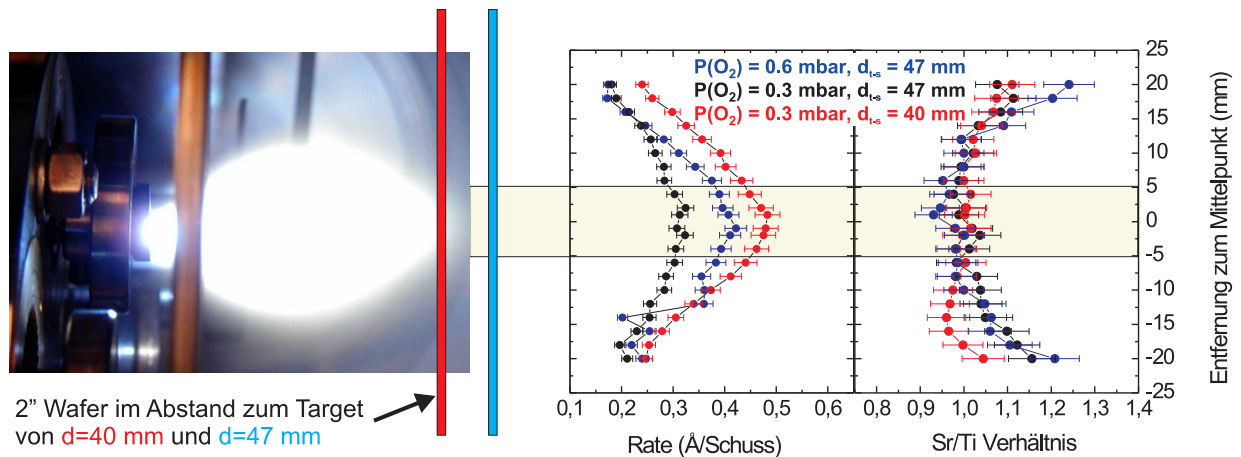 P(O₂) = 0.6 mbar, dₜ₋ₛ = 47 mm
P(O₂) = 0.3 mbar, dₜ₋ₛ = 47 mm
P(O₂) = 0.3 mbar, dₜ₋ₛ = 40 mm
25
20
15
10
5
0
-5
-10
-15
-20
-25
Entfernung zum Mittelpunkt (mm)
0,1 0,2 0,3 0,4 0,5 0,6
0,8 0,9 1,0 1,1 1,2 1,3 1,4
Rate (Å/Schuss)
Sr/Ti Verhältnis
2” Wafer im Abstand zum Target
von d=40 mm und d=47 mm